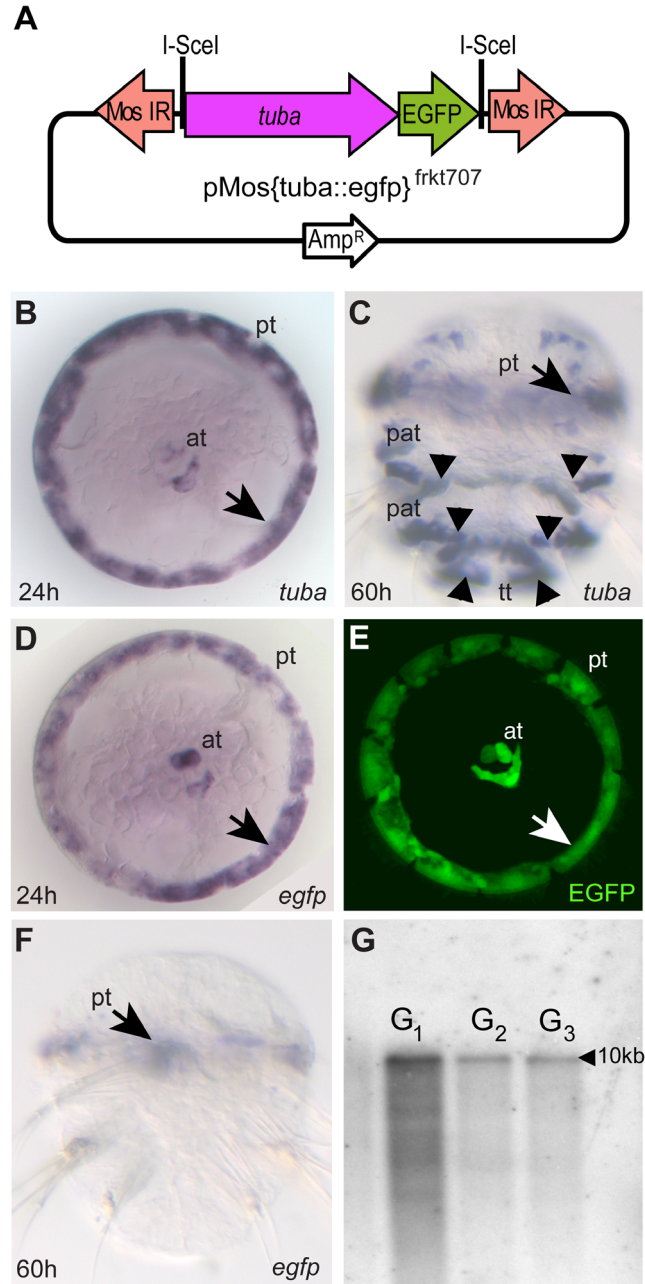 A
I-SceI I-SceI
Mos IR tuba EGFP Mos IR
pMos{tuba::egfp}frkt707
AmpR
B
pt
at
24h tuba
C
pt
pat
pat
60h tt tuba
D
pt
at
24h egfp
E
pt
at
EGFP
F
pt
60h egfp
G
G1 G2 G3
10kb